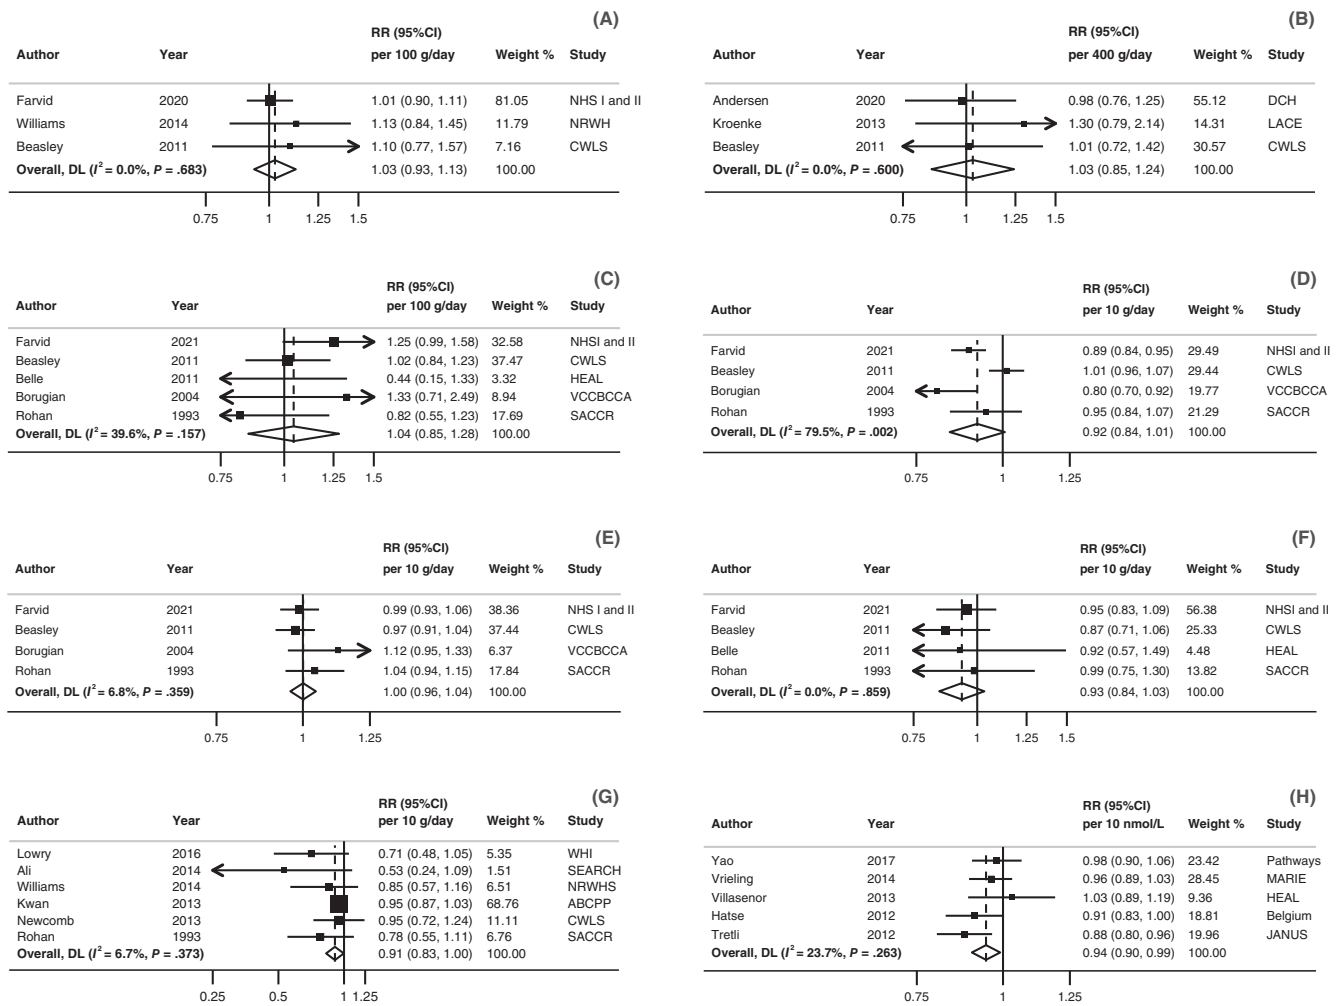 (A)
RR (95%CI)
Author Year per 100 g/day Weight % Study
Farvid 2020 1.01 (0.90, 1.11) 81.05 NHS I and II
Williams 2014 1.13 (0.84, 1.45) 11.79 NRWH
Beasley 2011 1.10 (0.77, 1.57) 7.16 CWLS
Overall, DL (I² = 0.0%, P = .683) 1.03 (0.93, 1.13) 100.00
0.75 1 1.25 1.5
(B)
RR (95%CI)
Author Year per 400 g/day Weight % Study
Andersen 2020 0.98 (0.76, 1.25) 55.12 DCH
Kroenke 2013 1.30 (0.79, 2.14) 14.31 LACE
Beasley 2011 1.01 (0.72, 1.42) 30.57 CWLS
Overall, DL (I² = 0.0%, P = .600) 1.03 (0.85, 1.24) 100.00
0.75 1 1.25 1.5
(C)
RR (95%CI)
Author Year per 100 g/day Weight % Study
Farvid 2021 1.25 (0.99, 1.58) 32.58 NHSI and II
Beasley 2011 1.02 (0.84, 1.23) 37.47 CWLS
Belle 2011 0.44 (0.15, 1.33) 3.32 HEAL
Borugian 2004 1.33 (0.71, 2.49) 8.94 VCCBCCA
Rohan 1993 0.82 (0.55, 1.23) 17.69 SACCR
Overall, DL (I² = 39.6%, P = .157) 1.04 (0.85, 1.28) 100.00
0.75 1 1.25 1.5
(D)
RR (95%CI)
Author Year per 10 g/day Weight % Study
Farvid 2021 0.89 (0.84, 0.95) 29.49 NHSI and II
Beasley 2011 1.01 (0.96, 1.07) 29.44 CWLS
Borugian 2004 0.80 (0.70, 0.92) 19.77 VCCBCCA
Rohan 1993 0.95 (0.84, 1.07) 21.29 SACCR
Overall, DL (I² = 79.5%, P = .002) 0.92 (0.84, 1.01) 100.00
0.75 1 1.25
(E)
RR (95%CI)
Author Year per 10 g/day Weight % Study
Farvid 2021 0.99 (0.93, 1.06) 38.36 NHS I and II
Beasley 2011 0.97 (0.91, 1.04) 37.44 CWLS
Borugian 2004 1.12 (0.95, 1.33) 6.37 VCCBCCA
Rohan 1993 1.04 (0.94, 1.15) 17.84 SACCR
Overall, DL (I² = 6.8%, P = .359) 1.00 (0.96, 1.04) 100.00
0.75 1 1.25
(F)
RR (95%CI)
Author Year per 10 g/day Weight % Study
Farvid 2021 0.95 (0.83, 1.09) 56.38 NHSI and II
Beasley 2011 0.87 (0.71, 1.06) 25.33 CWLS
Belle 2011 0.92 (0.57, 1.49) 4.48 HEAL
Rohan 1993 0.99 (0.75, 1.30) 13.82 SACCR
Overall, DL (I² = 0.0%, P = .859) 0.93 (0.84, 1.03) 100.00
0.75 1 1.25 1.5
(G)
RR (95%CI)
Author Year per 10 g/day Weight % Study
Lowry 2016 0.71 (0.48, 1.05) 5.35 WHI
Ali 2014 0.53 (0.24, 1.09) 1.51 SEARCH
Williams 2014 0.85 (0.57, 1.16) 6.51 NRWHS
Kwan 2013 0.95 (0.87, 1.03) 68.76 ABCPP
Newcomb 2013 0.95 (0.72, 1.24) 11.11 CWLS
Rohan 1993 0.78 (0.55, 1.11) 6.76 SACCR
Overall, DL (I² = 6.7%, P = .373) 0.91 (0.83, 1.00) 100.00
0.25 0.5 1 1.25
(H)
RR (95%CI)
Author Year per 10 nmol/L Weight % Study
Yao 2017 0.98 (0.90, 1.06) 23.42 Pathways
Vrieling 2014 0.96 (0.89, 1.03) 28.45 MARIE
Villasenor 2013 1.03 (0.89, 1.19) 9.36 HEAL
Hatse 2012 0.91 (0.83, 1.00) 18.81 Belgium
Tretli 2012 0.88 (0.80, 0.96) 19.96 JANUS
Overall, DL (I² = 23.7%, P = .263) 0.94 (0.90, 0.99) 100.00
0.75 1 1.25